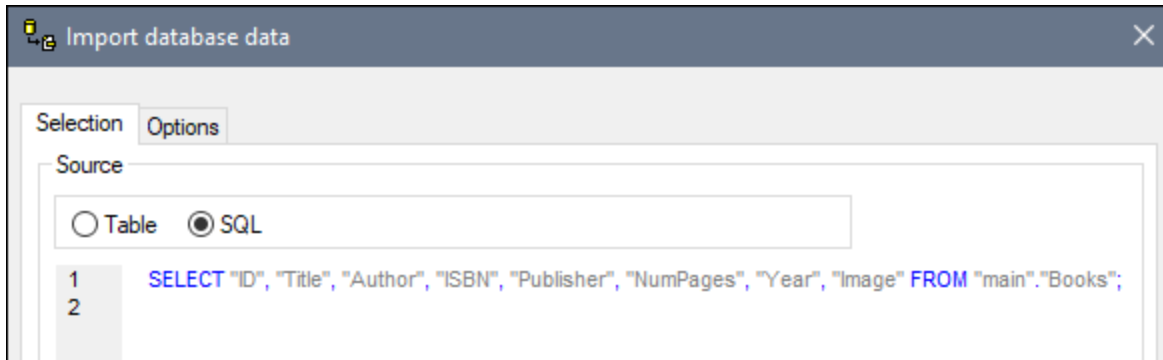 Import database data
Selection Options
Source
Table SQL
1 SELECT "ID", "Title", "Author", "ISBN", "Publisher", "NumPages", "Year", "Image" FROM "main"."Books";
2